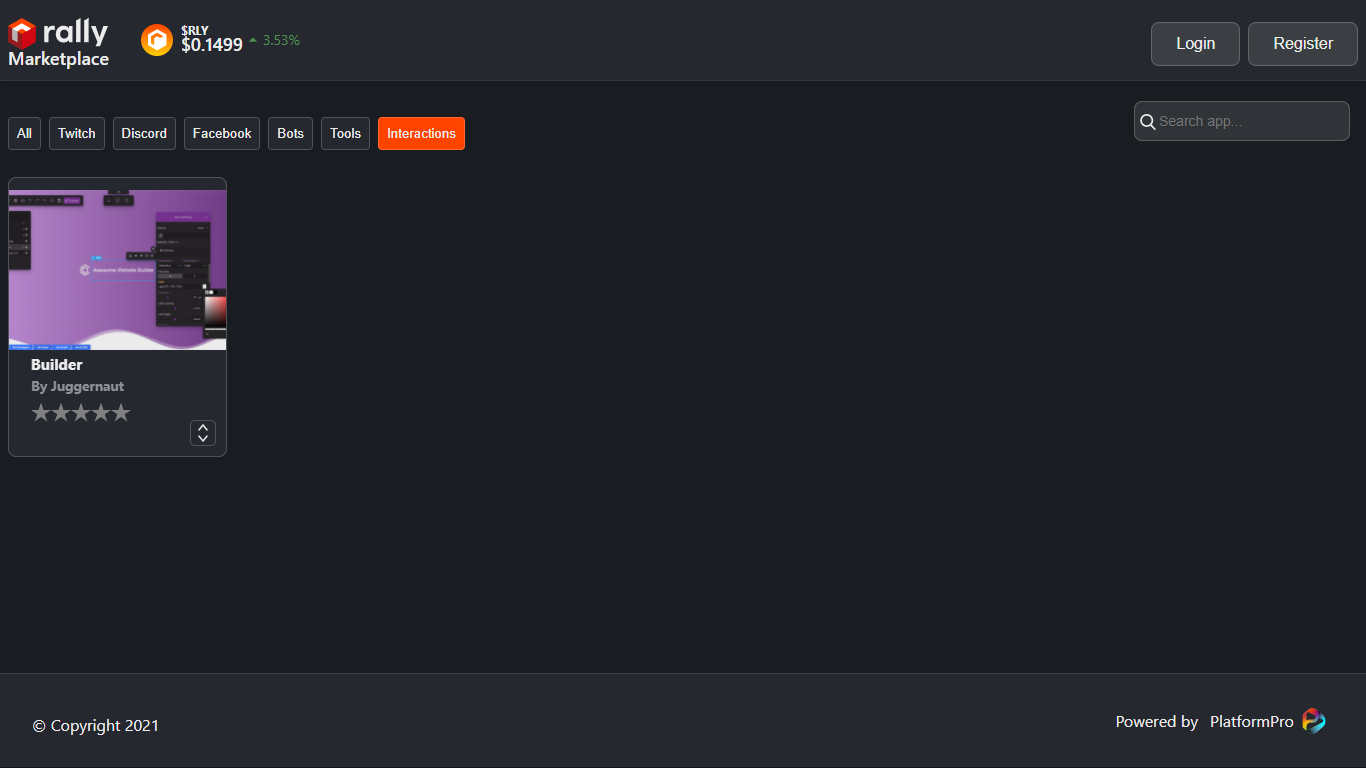 rally
Marketplace
$RLY
$0.1499 3.53%
Login
Register
All
Twitch
Discord
Facebook
Bots
Tools
Interactions
Search app...
Awesome Website Builder
Builder
By Juggernaut
© Copyright 2021
Powered by PlatformPro